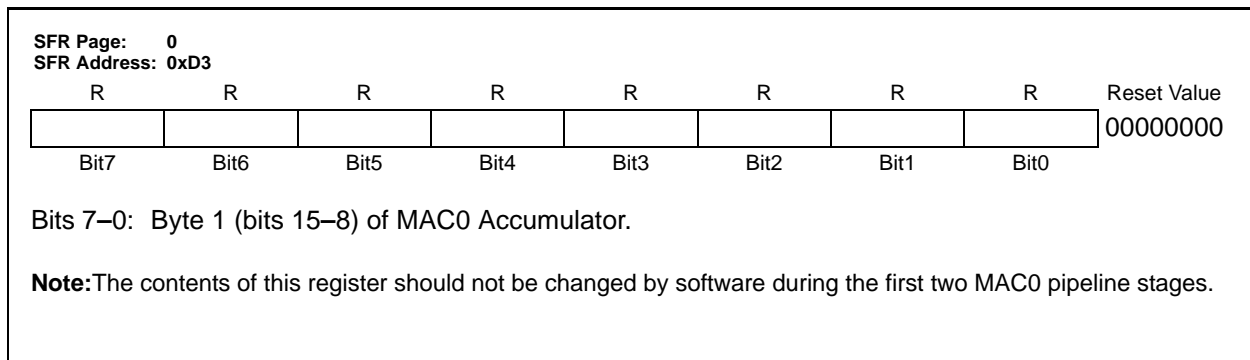 SFR Page: 0
SFR Address: 0xD3
R R R R R R R R Reset Value
00000000
Bit7 Bit6 Bit5 Bit4 Bit3 Bit2 Bit1 Bit0
Bits 7–0: Byte 1 (bits 15–8) of MAC0 Accumulator.
Note:The contents of this register should not be changed by software during the first two MAC0 pipeline stages.